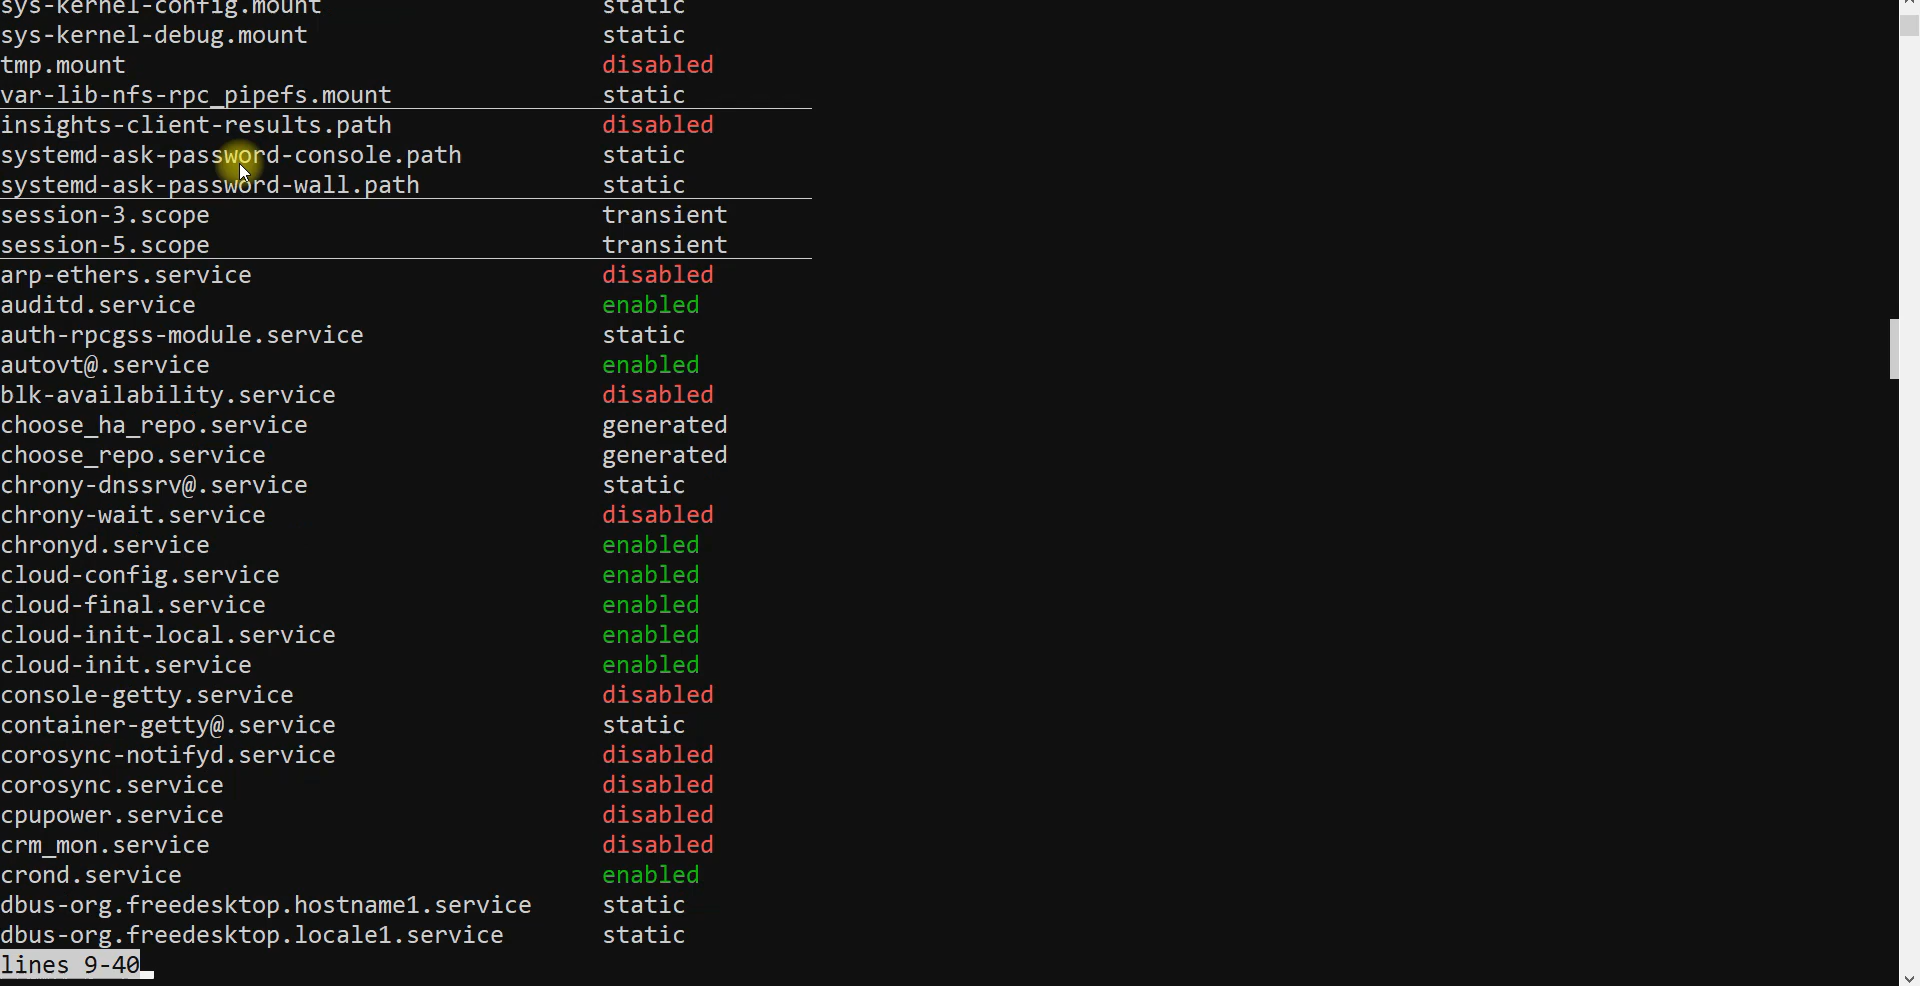 sys-kernel-config.mount static
sys-kernel-debug.mount static
tmp.mount disabled
var-lib-nfs-rpc_pipefs.mount static
insights-client-results.path disabled
systemd-ask-password-console.path static
systemd-ask-password-wall.path static
session-3.scope transient
session-5.scope transient
arp-ethers.service disabled
auditd.service enabled
auth-rpcgss-module.service static
autovt@.service enabled
blk-availability.service disabled
choose_ha_repo.service generated
choose_repo.service generated
chrony-dnssrv@.service static
chrony-wait.service disabled
chronyd.service enabled
cloud-config.service enabled
cloud-final.service enabled
cloud-init-local.service enabled
cloud-init.service enabled
console-getty.service disabled
container-getty@.service static
corosync-notifyd.service disabled
corosync.service disabled
cpupower.service disabled
crm_mon.service disabled
crond.service enabled
dbus-org.freedesktop.hostname1.service static
dbus-org.freedesktop.locale1.service static
lines 9-40